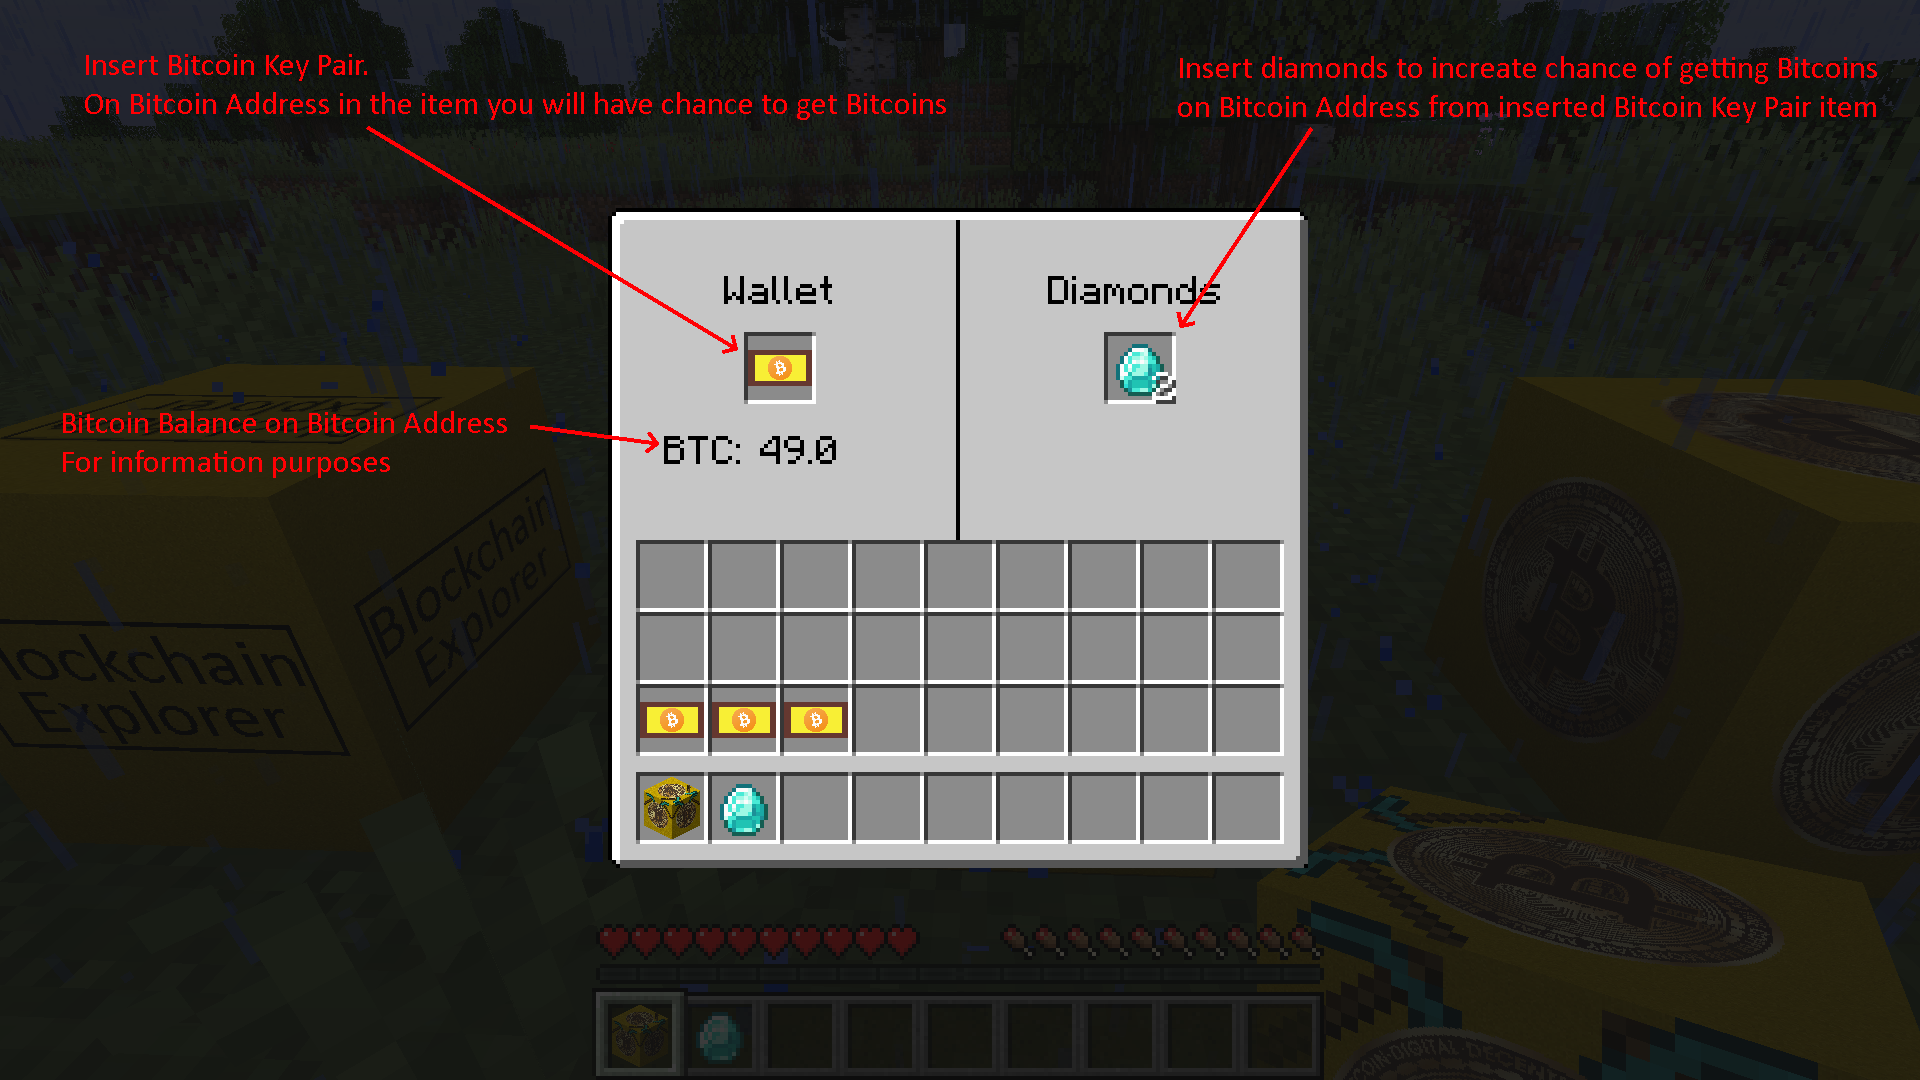 Insert Bitcoin Key Pair.
On Bitcoin Address in the item you will have chance to get Bitcoins
Insert diamonds to increate chance of getting Bitcoins
on Bitcoin Address from inserted Bitcoin Key Pair item
Wallet
Diamonds
2
Bitcoin Balance on Bitcoin Address
For information purposes
BTC: 49.0
Explorer
Blockchain
Explorer
lockchain
Explorer